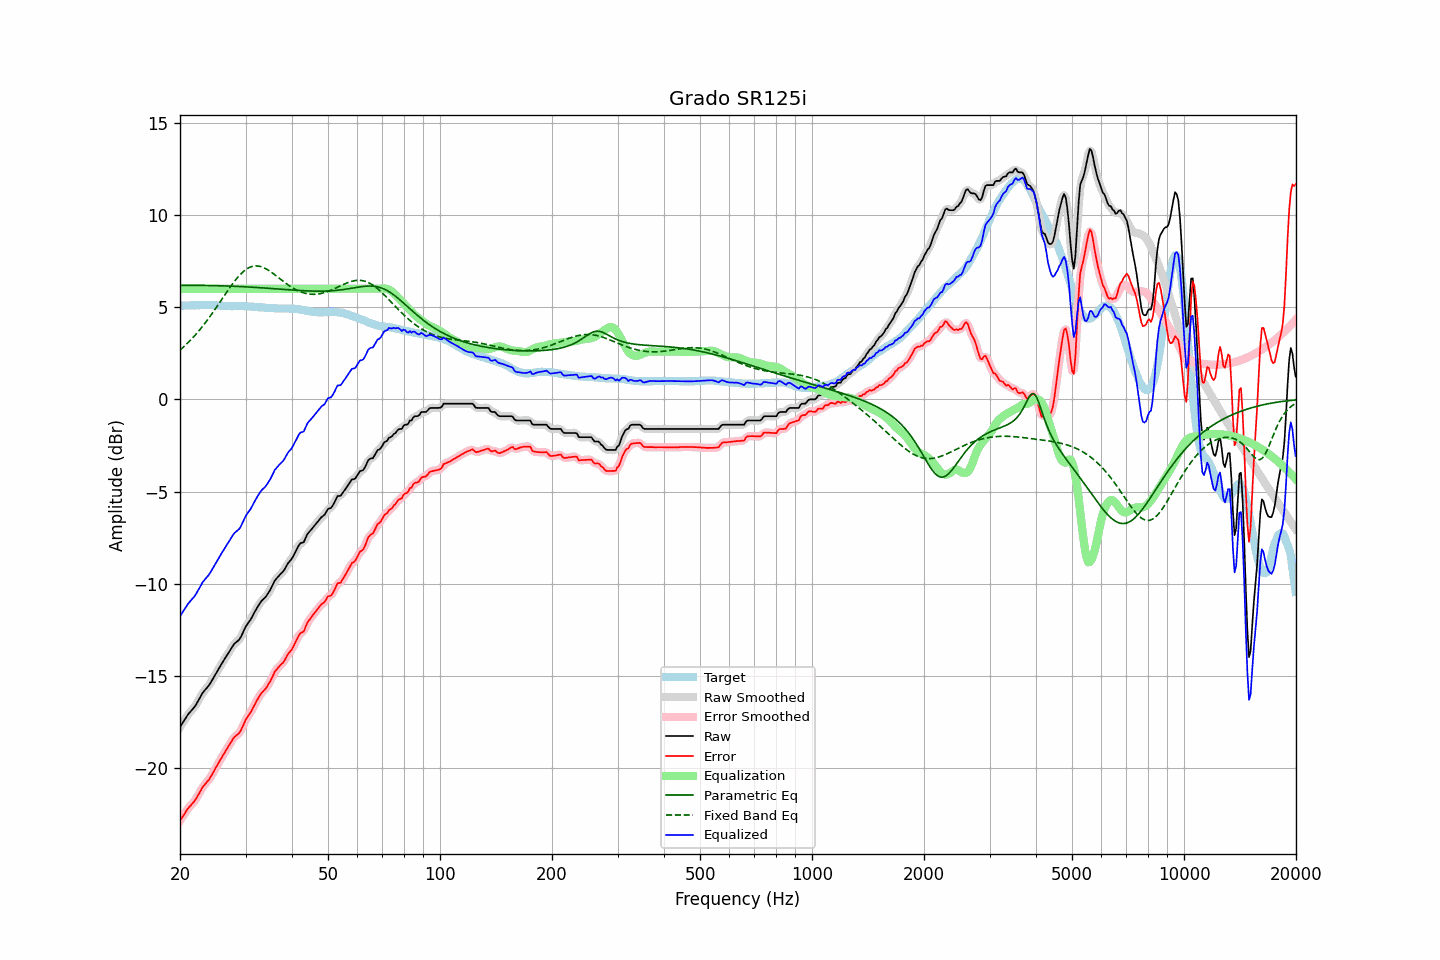 Grado SR125i
Amplitude (dBr)
15
10
5
0
−5
−10
−15
−20
Target
Raw Smoothed
Error Smoothed
Raw
Error
Equalization
Parametric Eq
Fixed Band Eq
Equalized
20
50
100
200
500
1000
2000
5000
10000
20000
Frequency (Hz)